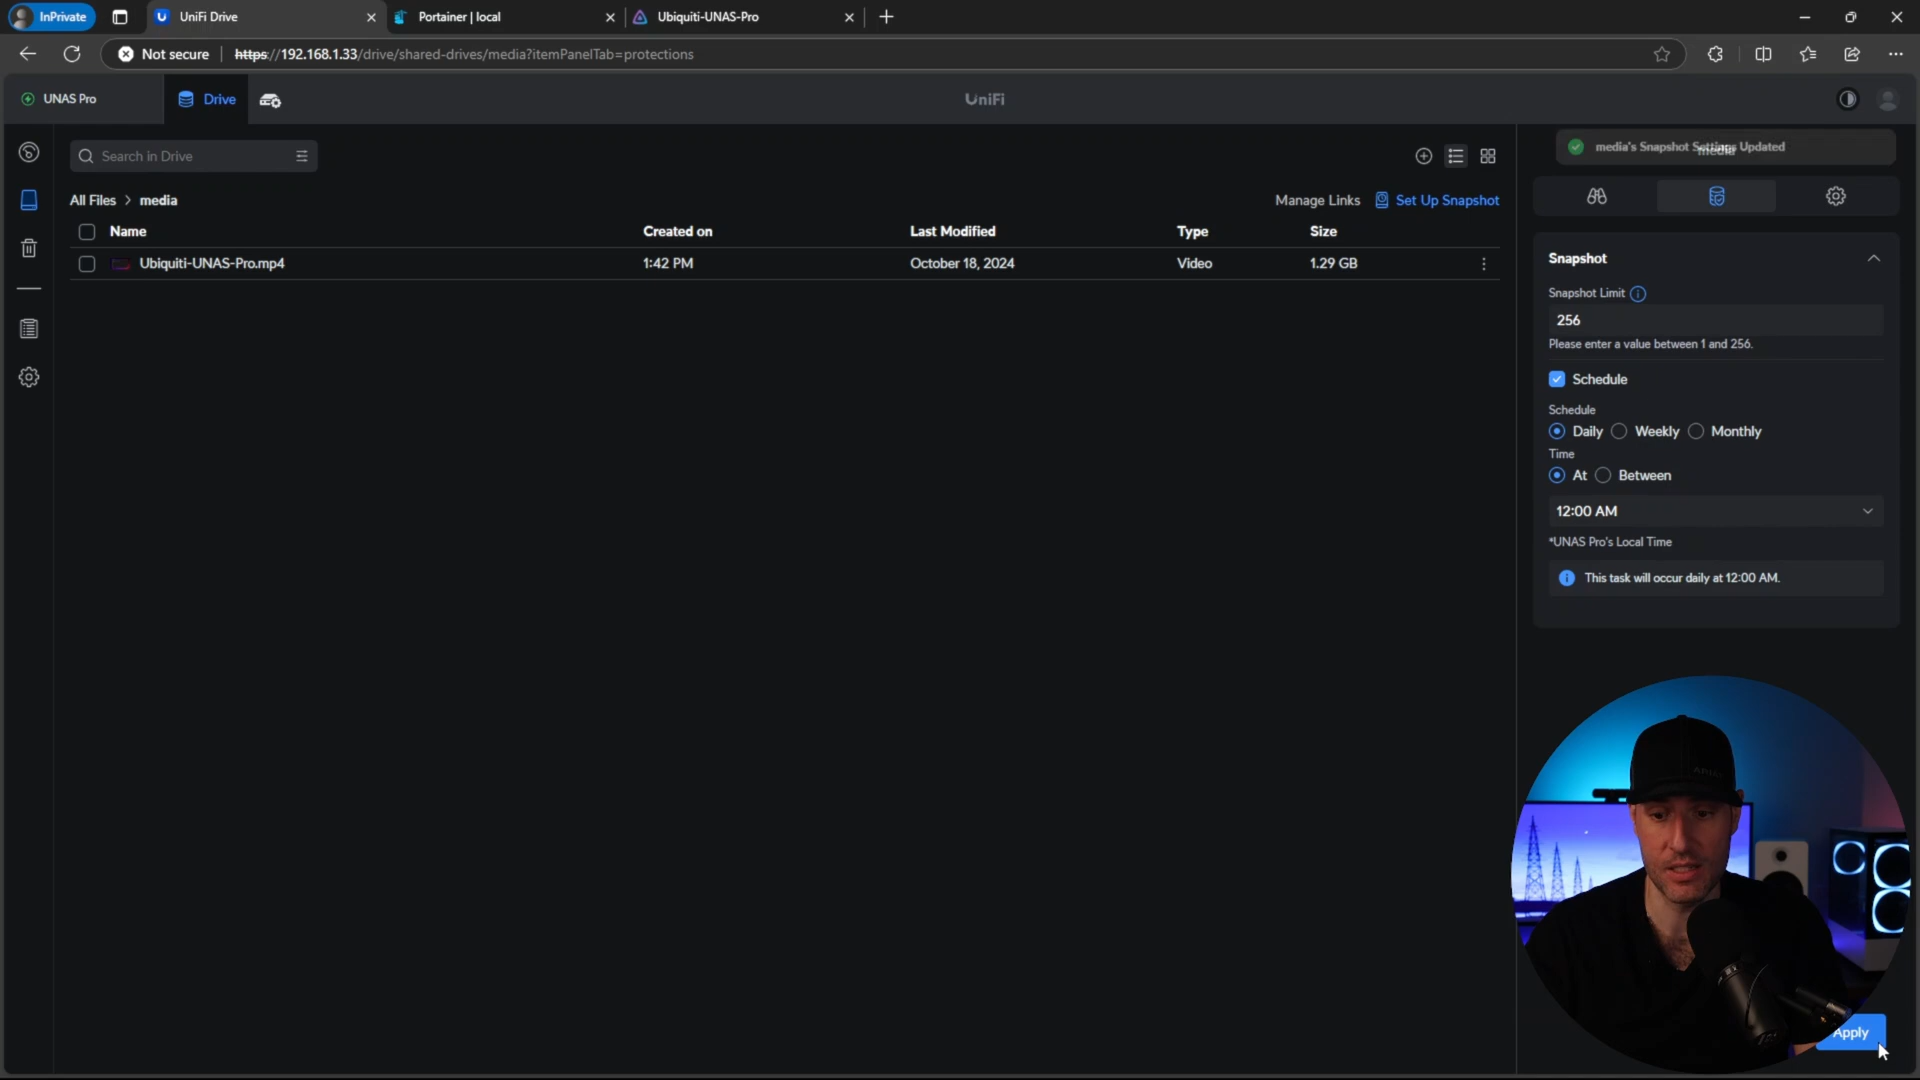 InPrivate
UniFi Drive
Portainer | local
Ubiquiti-UNAS-Pro
Not secure
https://192.168.1.33/drive/shared-drives/media?itemPanelTab=protections
UNAS Pro
Drive
UniFi
Search in Drive
media's Snapshot Settings Updated
media
All Files > media
Manage Links
Set Up Snapshot
Name
Created on
Last Modified
Type
Size
Ubiquiti-UNAS-Pro.mp4
1:42 PM
October 18, 2024
Video
1.29 GB
Snapshot
Snapshot Limit
256
Please enter a value between 1 and 256.
Schedule
Schedule
Daily
Weekly
Monthly
Time
At
Between
12:00 AM
*UNAS Pro's Local Time
This task will occur daily at 12:00 AM.
Apply